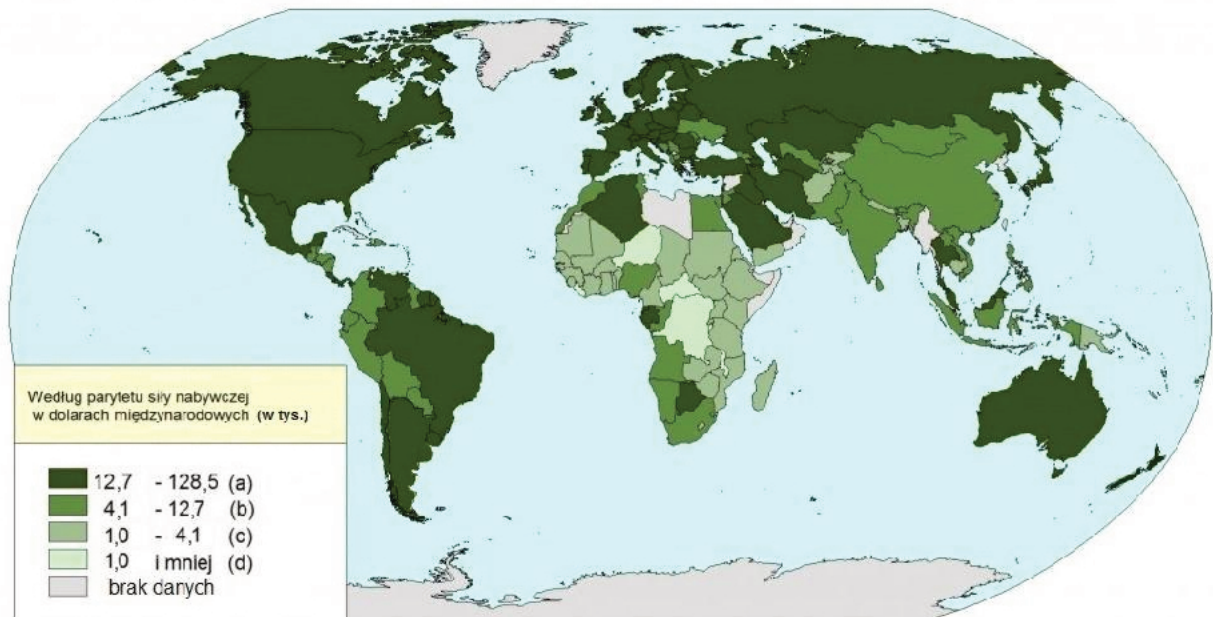 Według parytetu siły nabywczej
w dolarach międzynarodowych (w tys.)
12,7 - 128,5 (a)
4,1 - 12,7 (b)
1,0 - 4,1 (c)
1,0 i mniej (d)
brak danych